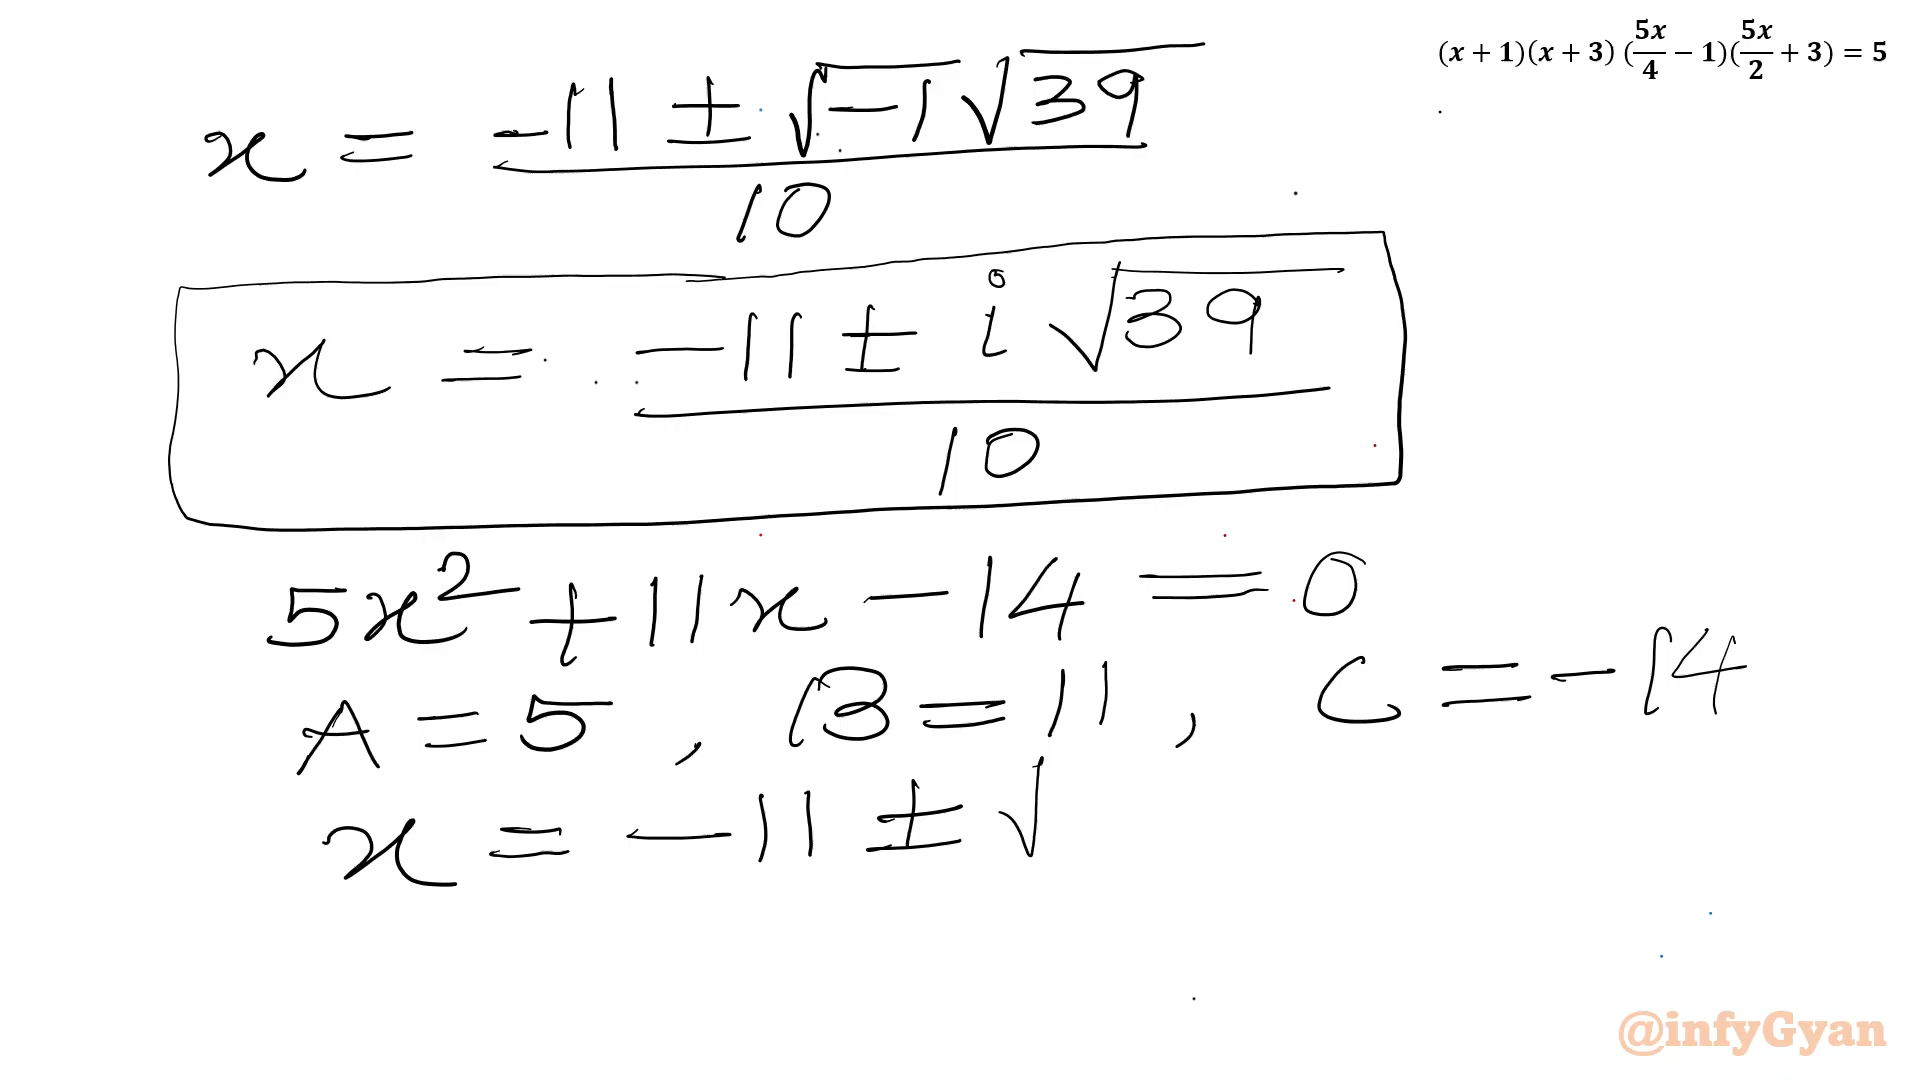 (x + 1)(x + 3) (5x/4 − 1)(5x/2 + 3) = 5
x = (-11 ± √-1 √39)/10
x = (-11 ± i √39)/10
5x² + 11x - 14 = 0
A = 5 , B = 11 , C = -14
x = -11 ± √
@infyGyan